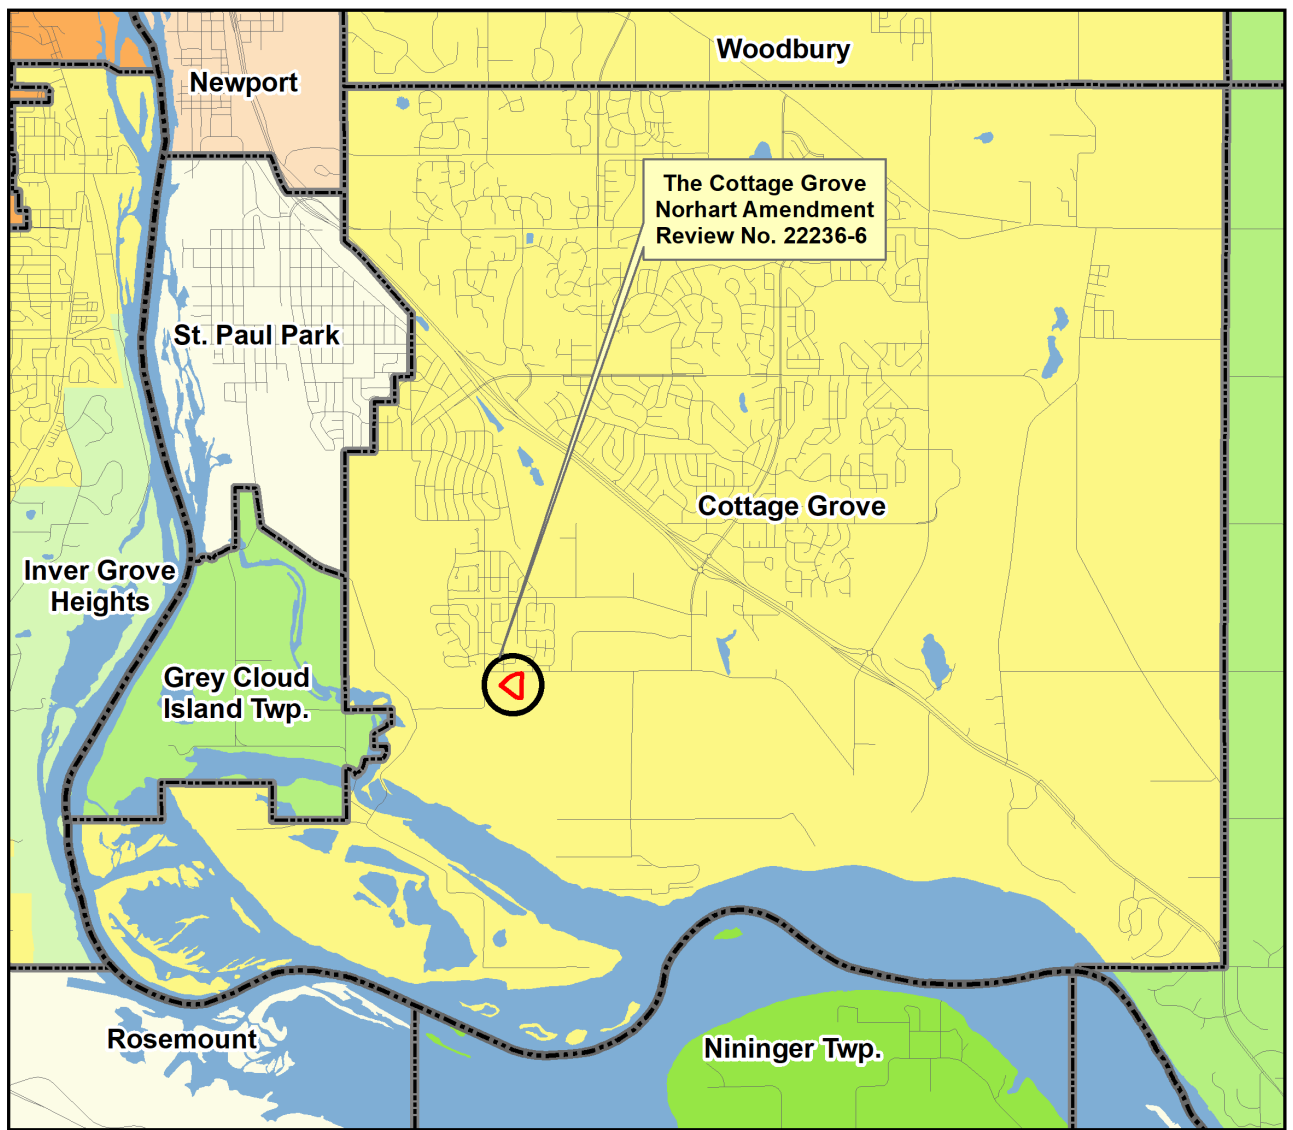 Woodbury
Newport
The Cottage Grove
Norhart Amendment
Review No. 22236-6
St. Paul Park
Cottage Grove
Inver Grove
Heights
Grey Cloud
Island Twp.
Rosemount
Nininger Twp.